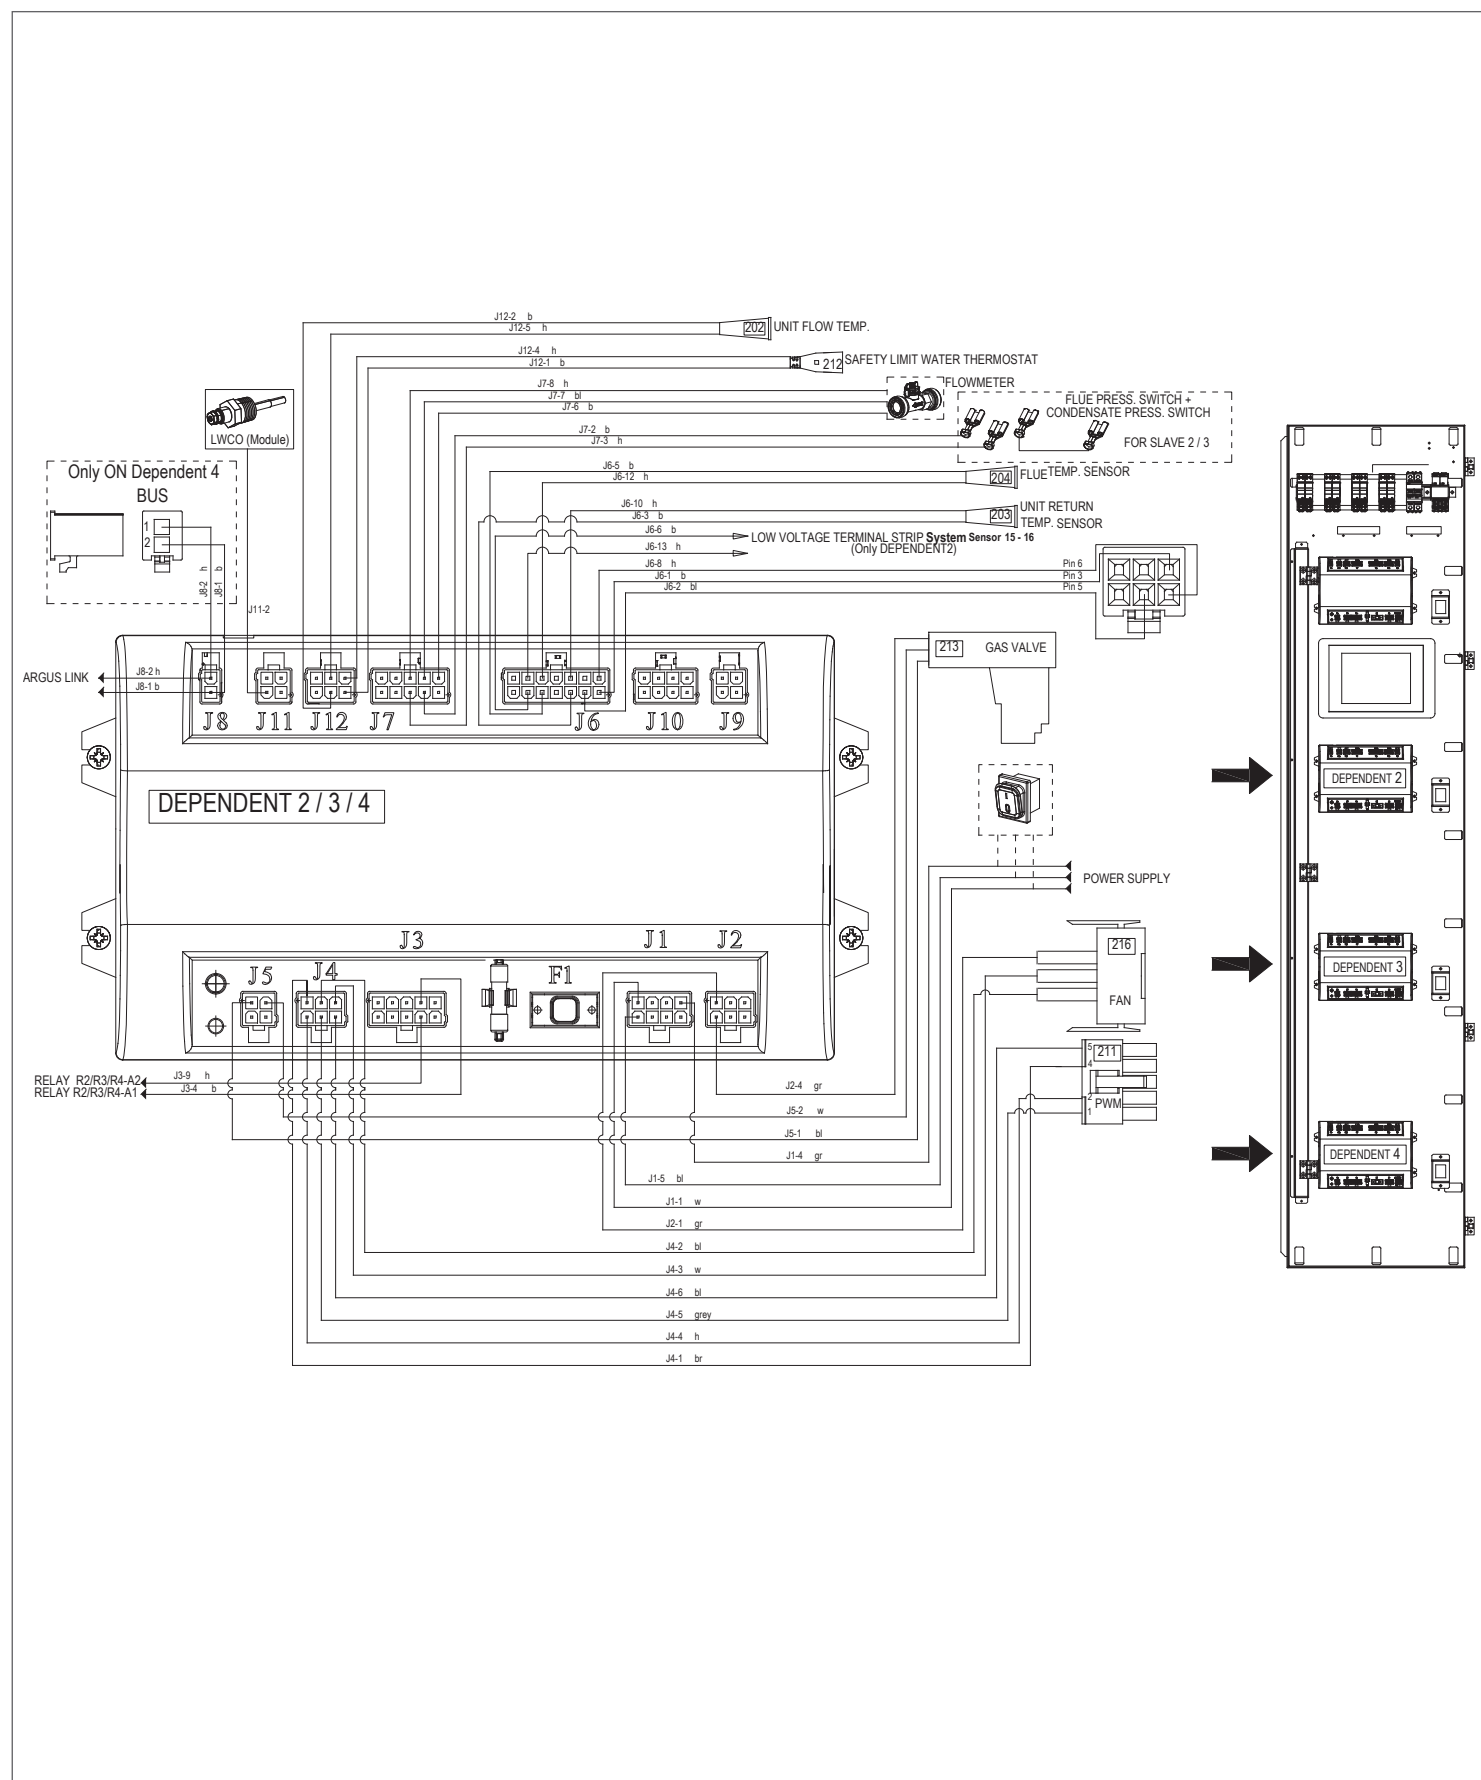 J12-2 b
J12-5 h
202 UNIT FLOW TEMP.
J12-4 h
J12-1 b
212 SAFETY LIMIT WATER THERMOSTAT
J7-8 h
J7-7 bl
J7-6 b
FLOWMETER
FLUE PRESS. SWITCH +
CONDENSATE PRESS. SWITCH
FOR SLAVE 2 / 3
J7-2 b
J7-3 h
LWCO (Module)
Only ON Dependent 4
BUS
1
2
J8-2 h
J8-1 b
J11-2
J6-5 b
J6-12 h
204 FLUE TEMP. SENSOR
J6-10 h
J6-3 b
203 UNIT RETURN
TEMP. SENSOR
J6-6 b
J6-13 h
LOW VOLTAGE TERMINAL STRIP System Sensor 15 - 16
(Only DEPENDENT2)
J6-8 h
J6-1 b
J6-2 bl
Pin 6
Pin 3
Pin 5
213 GAS VALVE
ARGUS LINK
J8-2 h
J8-1 b
J8 J11 J12 J7 J6 J10 J9
DEPENDENT 2 / 3 / 4
POWER SUPPLY
J5 J4 J3 F1 J1 J2
216
FAN
5
4
2
1
211
PWM
RELAY R2/R3/R4-A2
RELAY R2/R3/R4-A1
J3-9 h
J3-4 b
J2-4 gr
J5-2 w
J5-1 bl
J1-4 gr
J1-5 bl
J1-1 w
J2-1 gr
J4-2 bl
J4-3 w
J4-6 bl
J4-5 grey
J4-4 h
J4-1 br
DEPENDENT 2
DEPENDENT 3
DEPENDENT 4